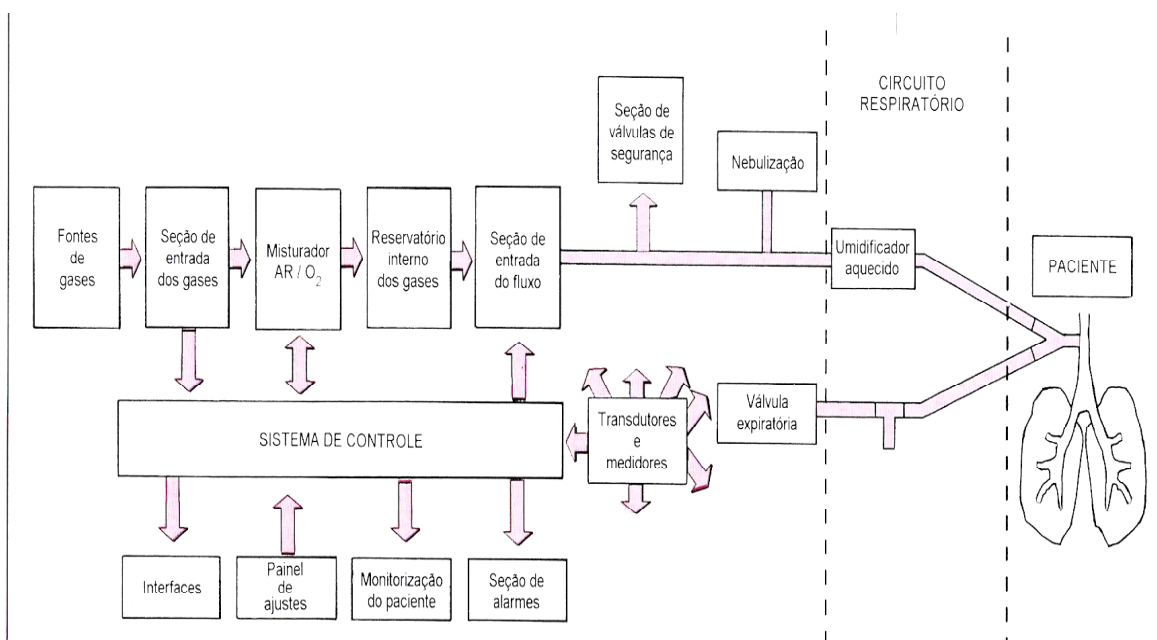 CIRCUITO
RESPIRATÓRIO
Seção de
válvulas de
segurança
Nebulização
Fontes
de
gases
Seção de
entrada
dos gases
Misturador
AR / O2
Reservatório
interno
dos gases
Seção de
entrada
do fluxo
Umidificador
aquecido
PACIENTE
SISTEMA DE CONTROLE
Transdutores
e
medidores
Válvula
expiratória
Interfaces
Painel
de
ajustes
Monitorização
do paciente
Seção de
alarmes